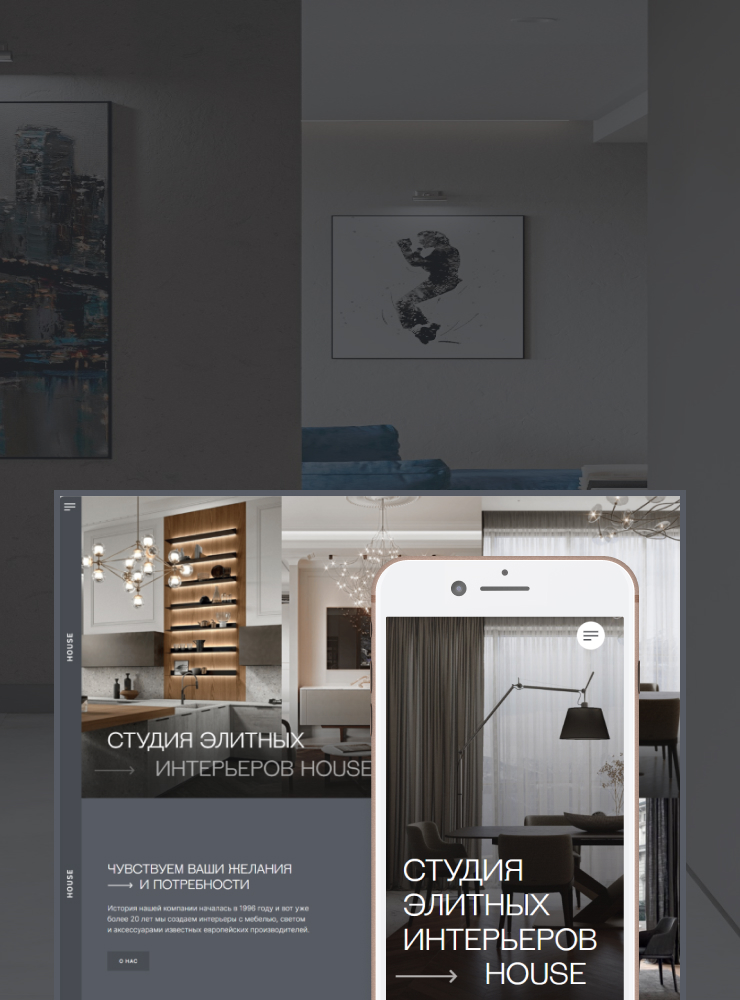 HOUSE
СТУДИЯ ЭЛИТНЫХ
ИНТЕРЬЕРОВ HOUSE
HOUSE
ЧУВСТВУЕМ ВАШИ ЖЕЛАНИЯ
И ПОТРЕБНОСТИ
История нашей компании началась в 1996 году и вот уже
более 20 лет мы создаем интерьеры с мебелью, светом
и аксессуарами известных европейских производителей.
О НАС
СТУДИЯ
ЭЛИТНЫХ
ИНТЕРЬЕРОВ
HOUSE